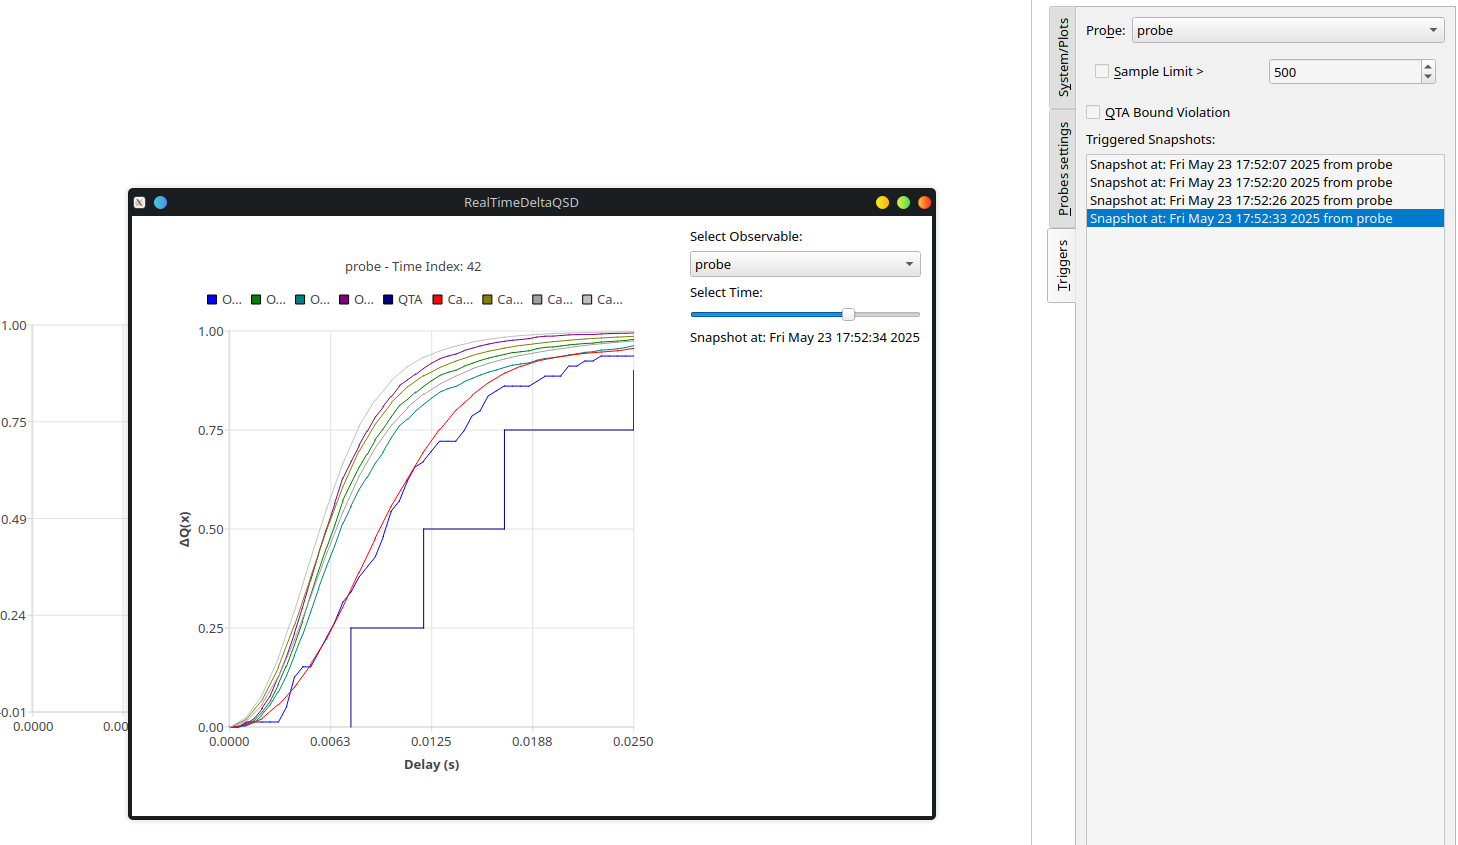 1.00
0.75
0.49
0.24
-0.01
0.0000
0.00
RealTimeDeltaQSD
probe - Time Index: 42
O... O... O... O... QTA Ca... Ca... Ca... Ca...
1.00
0.75
0.50
0.25
0.00
ΔQ(x)
0.0000 0.0063 0.0125 0.0188 0.0250
Delay (s)
Select Observable:
probe
Select Time:
Snapshot at: Fri May 23 17:52:34 2025
System/Plots
Probes settings
Triggers
Probe: probe
Sample Limit > 500
QTA Bound Violation
Triggered Snapshots:
Snapshot at: Fri May 23 17:52:07 2025 from probe
Snapshot at: Fri May 23 17:52:20 2025 from probe
Snapshot at: Fri May 23 17:52:26 2025 from probe
Snapshot at: Fri May 23 17:52:33 2025 from probe